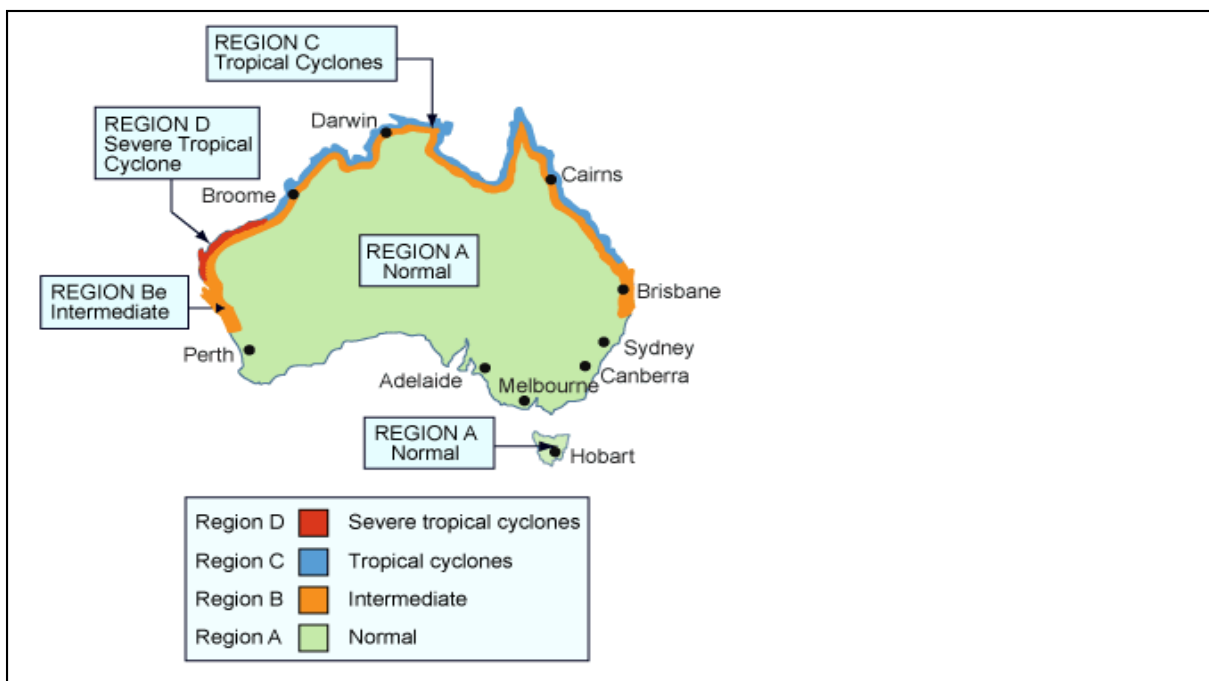 REGION C
Tropical Cyclones
REGION D
Severe Tropical
Cyclone
Darwin
Cairns
Broome
REGION A
Normal
REGION Be
Intermediate
Brisbane
Perth
Sydney
Adelaide
Melbourne
Canberra
REGION A
Normal
Hobart
Region D Severe tropical cyclones
Region C Tropical cyclones
Region B Intermediate
Region A Normal